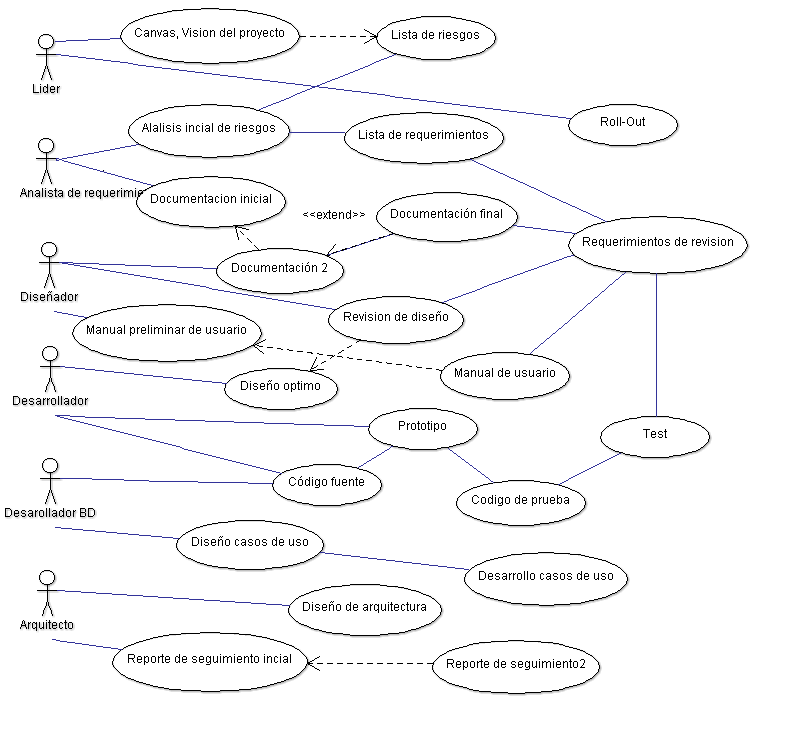 Canvas, Vision del proyecto
Lista de riesgos
Lider
Roll-Out
Alalisis incial de riesgos
Lista de requerimientos
Analista de requerimie
Documentacion inicial
<<extend>>
Documentación final
Requerimientos de revision
Documentación 2
Diseñador
Manual preliminar de usuario
Revision de diseño
Manual de usuario
Diseño optimo
Desarrollador
Prototipo
Test
Código fuente
Codigo de prueba
Desarollador BD
Diseño casos de uso
Desarrollo casos de uso
Diseño de arquitectura
Arquitecto
Reporte de seguimiento incial
Reporte de seguimiento2